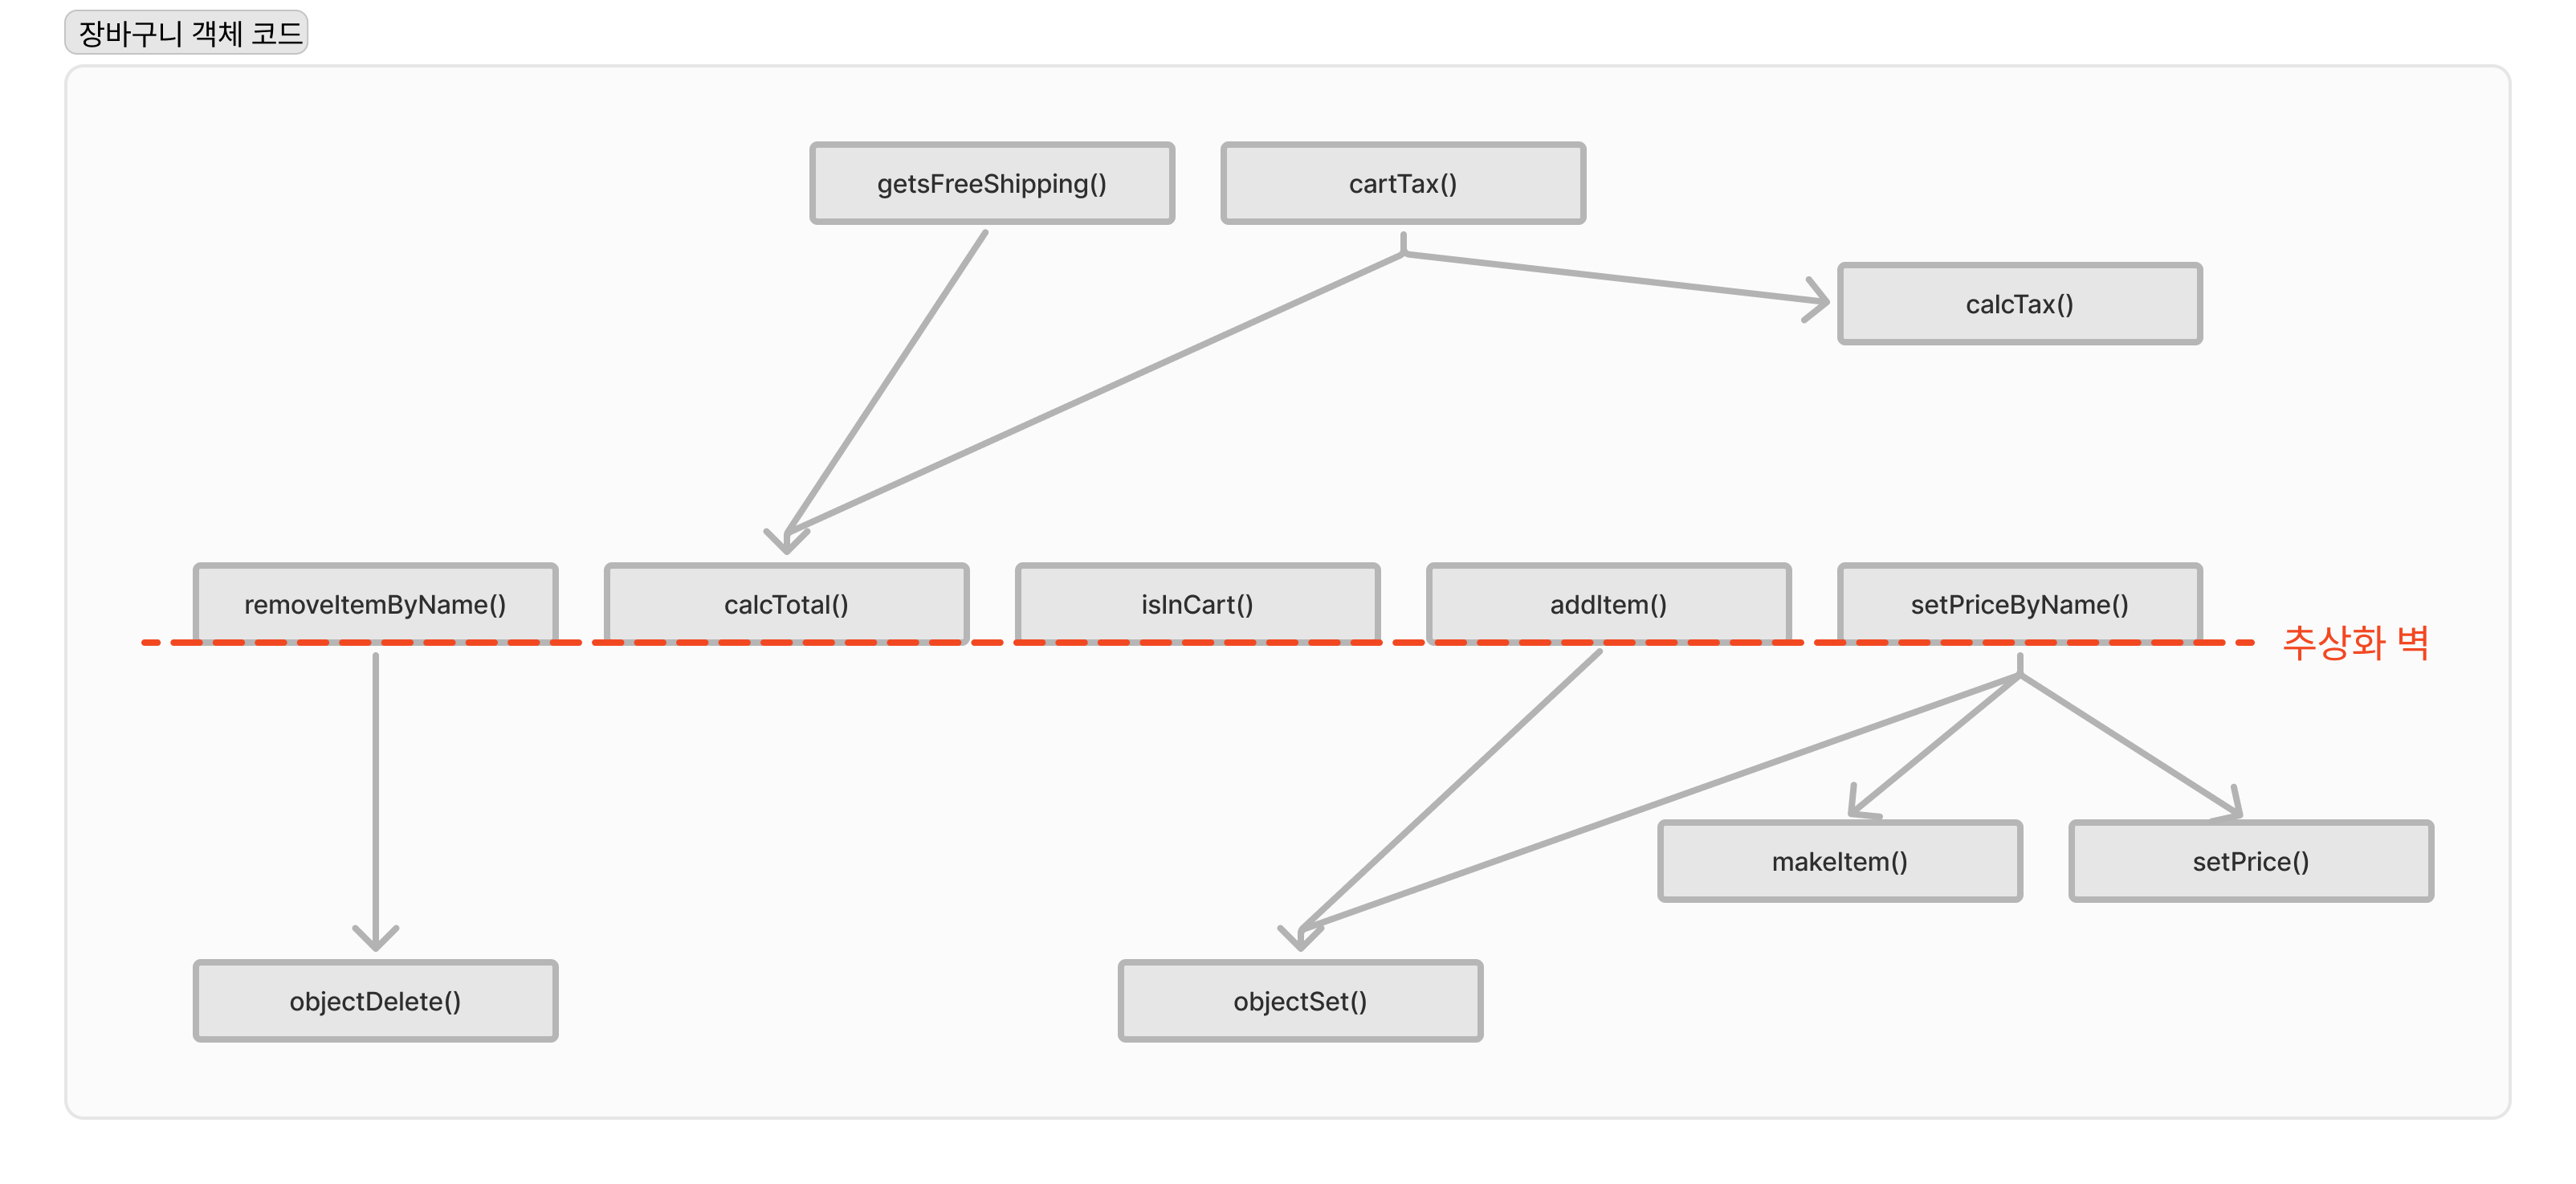 장바구니 객체 코드
getsFreeShipping()
cartTax()
calcTax()
removeItemByName()
calcTotal()
isInCart()
addItem()
setPriceByName()
추상화 벽
makeItem()
setPrice()
objectDelete()
objectSet()